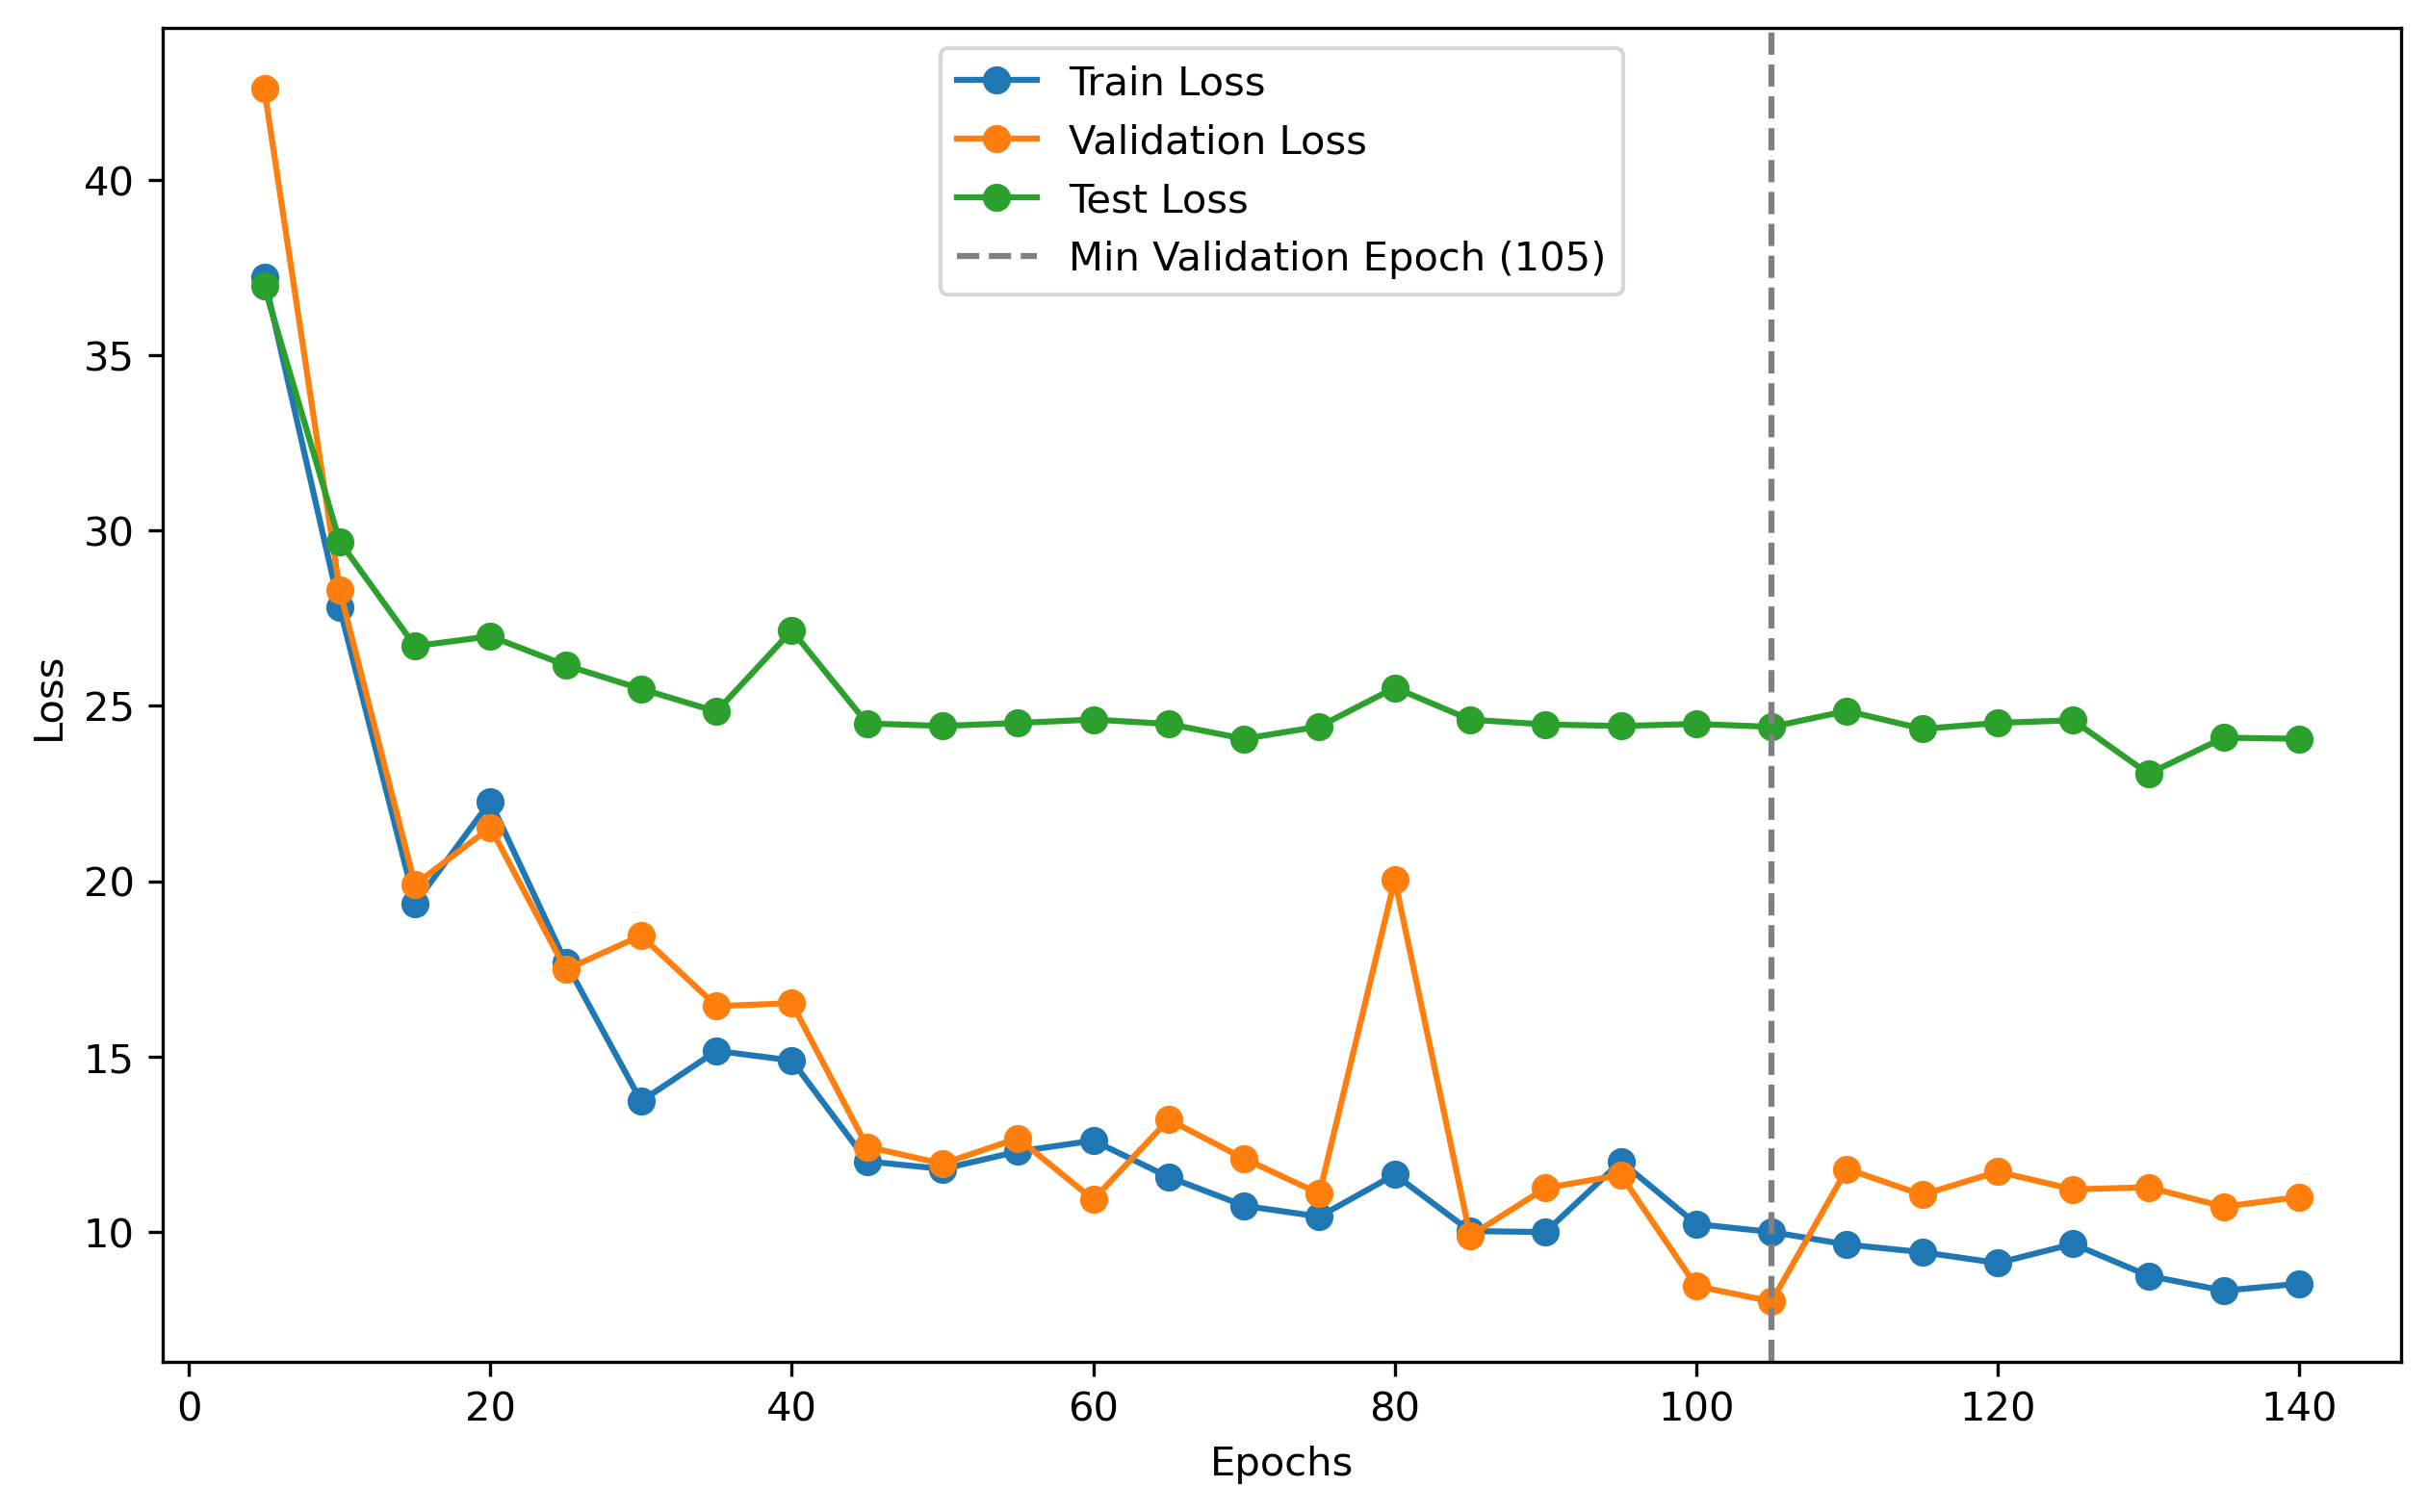 Train Loss
Validation Loss
Test Loss
Min Validation Epoch (105)
Loss
40
35
30
25
20
15
10
0 20 40 60 80 100 120 140
Epochs